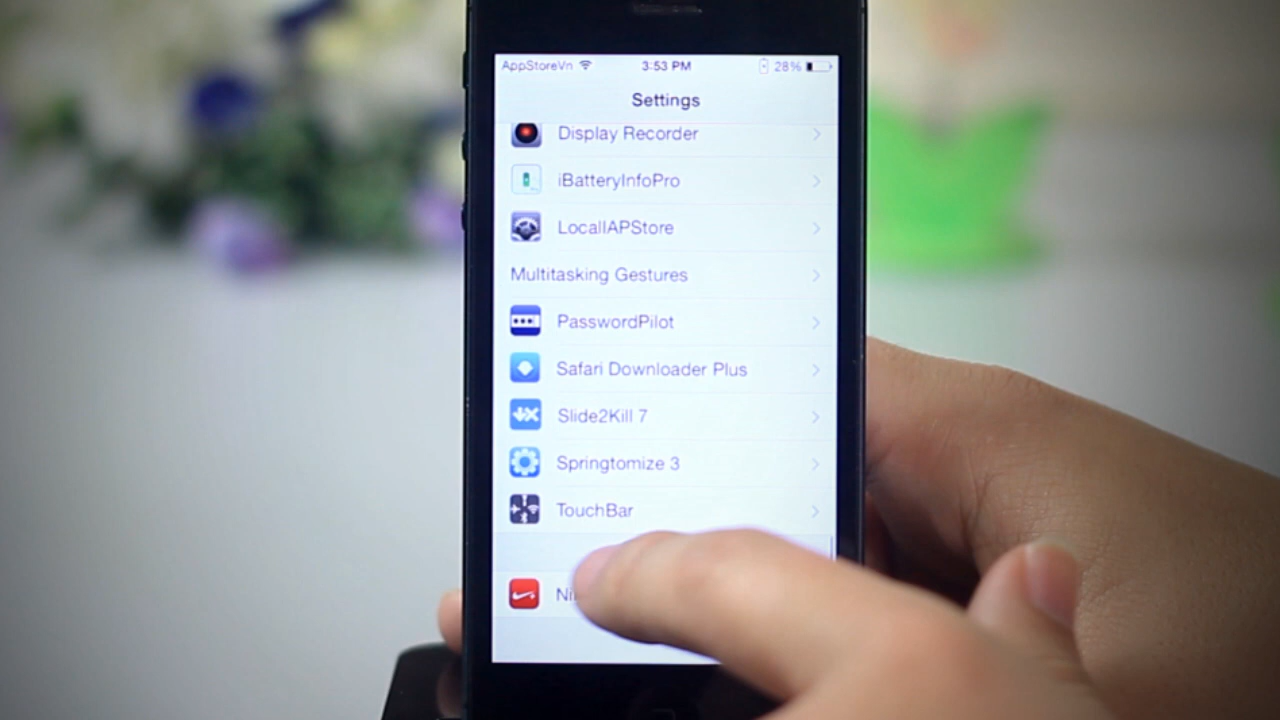 AppStoreVn 3:53 PM 28%
Settings
Display Recorder
iBatteryInfoPro
LocalIAPStore
Multitasking Gestures
PasswordPilot
Safari Downloader Plus
Slide2Kill 7
Springtomize 3
TouchBar